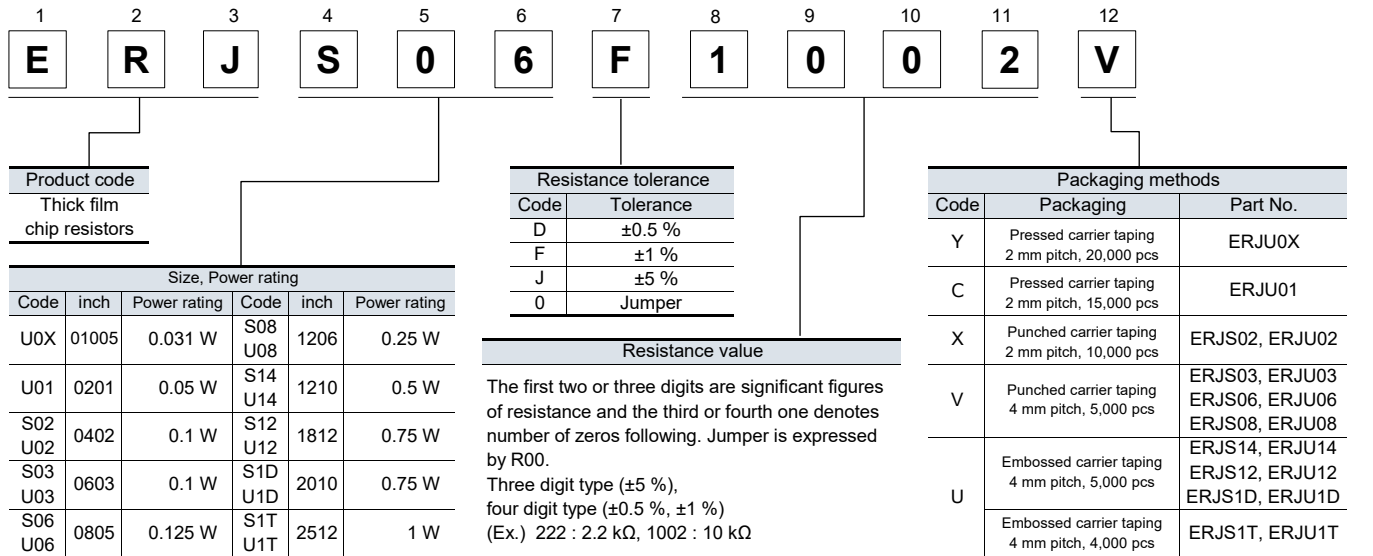 1 2 3 4 5 6 7 8 9 10 11 12
E R J S 0 6 F 1 0 0 2 V
Product code
Thick film
chip resistors
Size, Power rating
Code inch Power rating Code inch Power rating
U0X 01005 0.031 W S08 U08 1206 0.25 W
U01 0201 0.05 W S14 U14 1210 0.5 W
S02 U02 0402 0.1 W S12 U12 1812 0.75 W
S03 U03 0603 0.1 W S1D U1D 2010 0.75 W
S06 U06 0805 0.125 W S1T U1T 2512 1 W
Resistance tolerance
Code Tolerance
D ±0.5 %
F ±1 %
J ±5 %
0 Jumper
Resistance value
The first two or three digits are significant figures
of resistance and the third or fourth one denotes
number of zeros following. Jumper is expressed
by R00.
Three digit type (±5 %),
four digit type (±0.5 %, ±1 %)
(Ex.) 222 : 2.2 kΩ, 1002 : 10 kΩ
Packaging methods
Code Packaging Part No.
Y Pressed carier taping 2 mm pitch, 20,000 pcs ERJU0X
C Pressed carier taping 2 mm pitch, 15,000 pcs ERJU01
X Punched carier taping 2 mm pitch, 10,000 pcs ERJS02, ERJU02
V Punched carier taping 4 mm pitch, 5,000 pcs ERJS03, ERJU03
ERJS06, ERJU06
ERJS08, ERJU08
U Embossed carier taping 4 mm pitch, 5,000 pcs ERJS14, ERJU14
ERJS12, ERJU12
ERJS1D, ERJU1D
Embossed carier taping 4 mm pitch, 4,000 pcs ERJS1T, ERJU1T